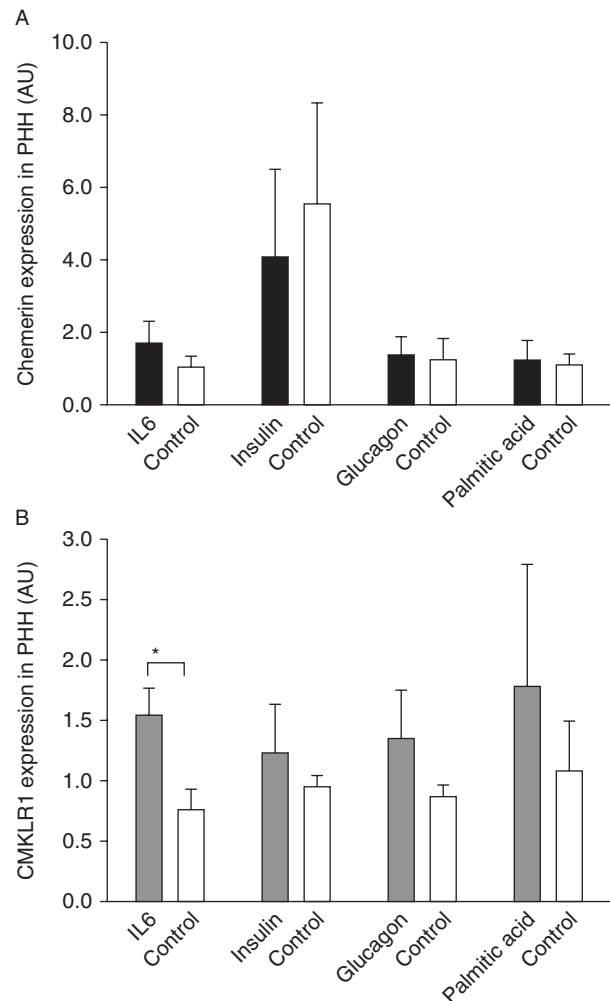 A
Chemerin expression in PHH (AU)
10.0
8.0
6.0
4.0
2.0
0.0
IL6
Control
Insulin
Control
Glucagon
Control
Palmitic acid
Control
B
CMKLR1 expression in PHH (AU)
3.0
2.5
2.0
1.5
1.0
0.5
0.0
*
IL6
Control
Insulin
Control
Glucagon
Control
Palmitic acid
Control